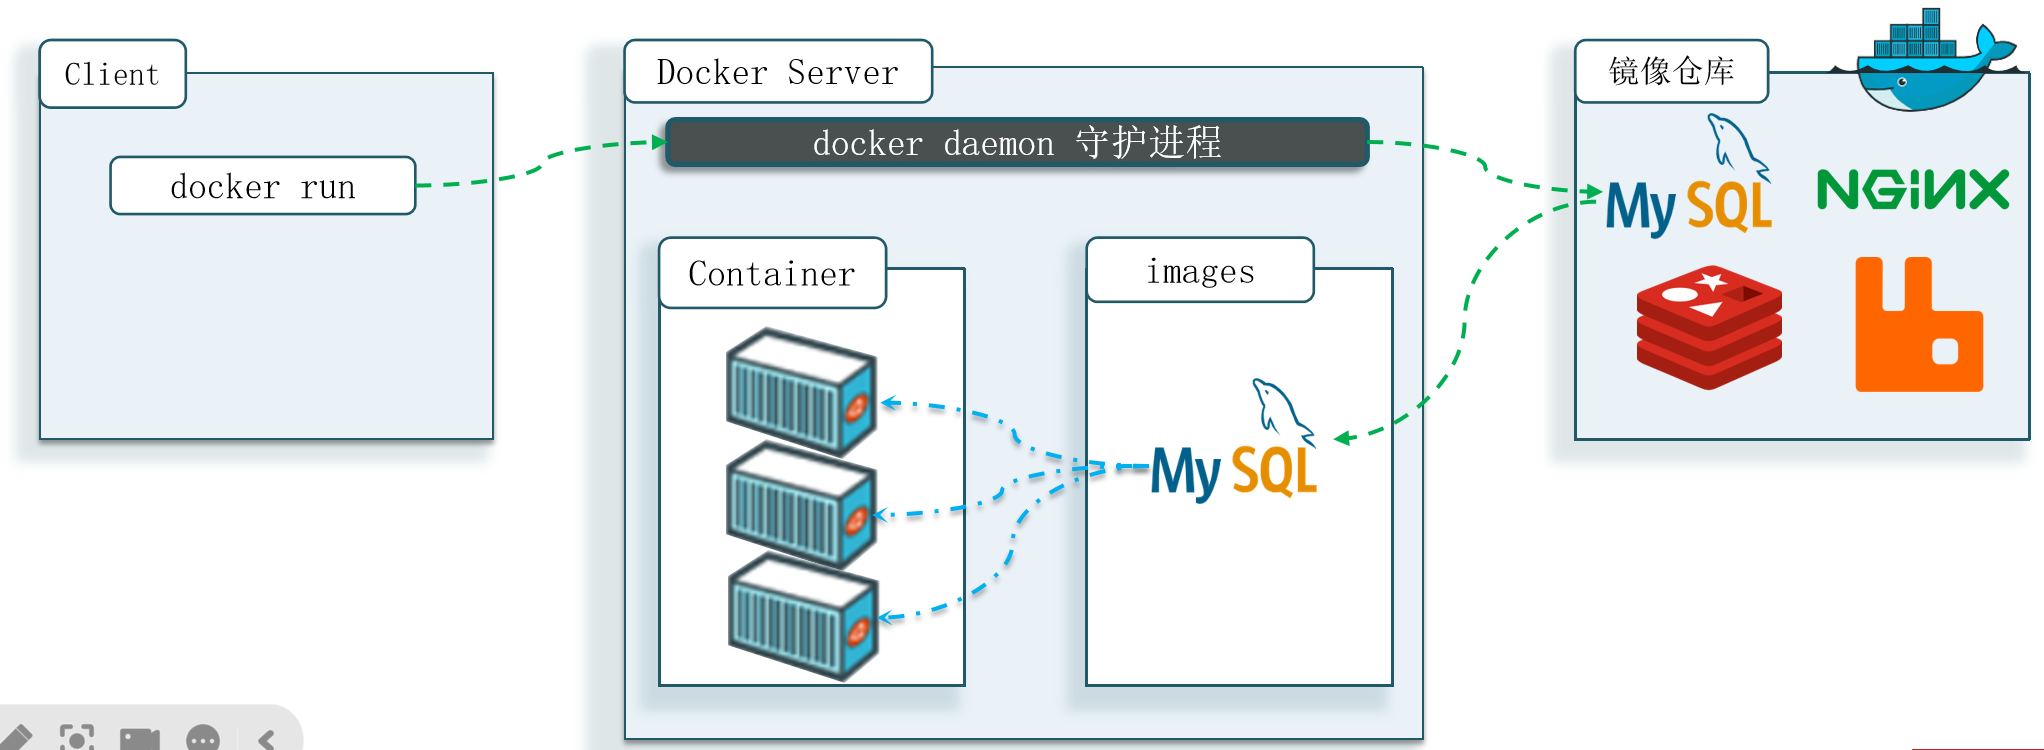 Client
docker run
Docker Server
docker daemon 守护进程
Container
images
MySQL
镜像仓库
MySQL
NGiNX